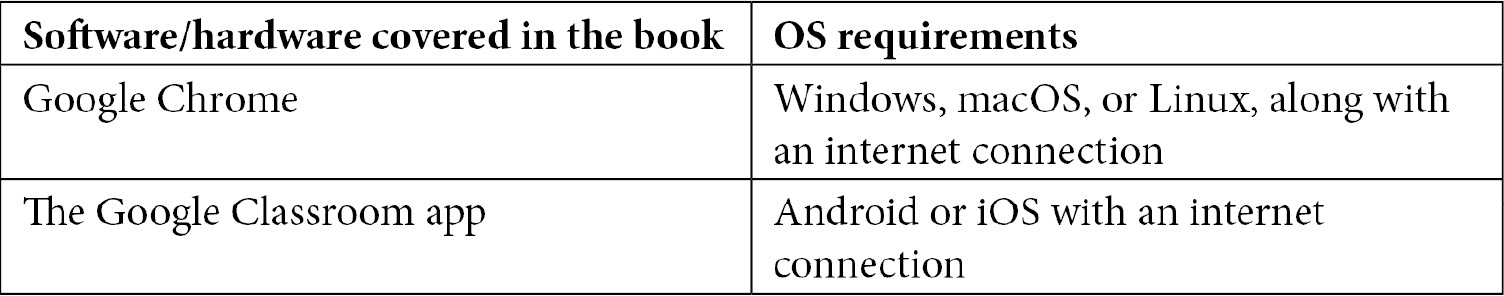 Software/hardware covered in the book OS requirements
Google Chrome Windows, macOS, or Linux, along with
an internet connection
The Google Classroom app Android or iOS with an internet
connection